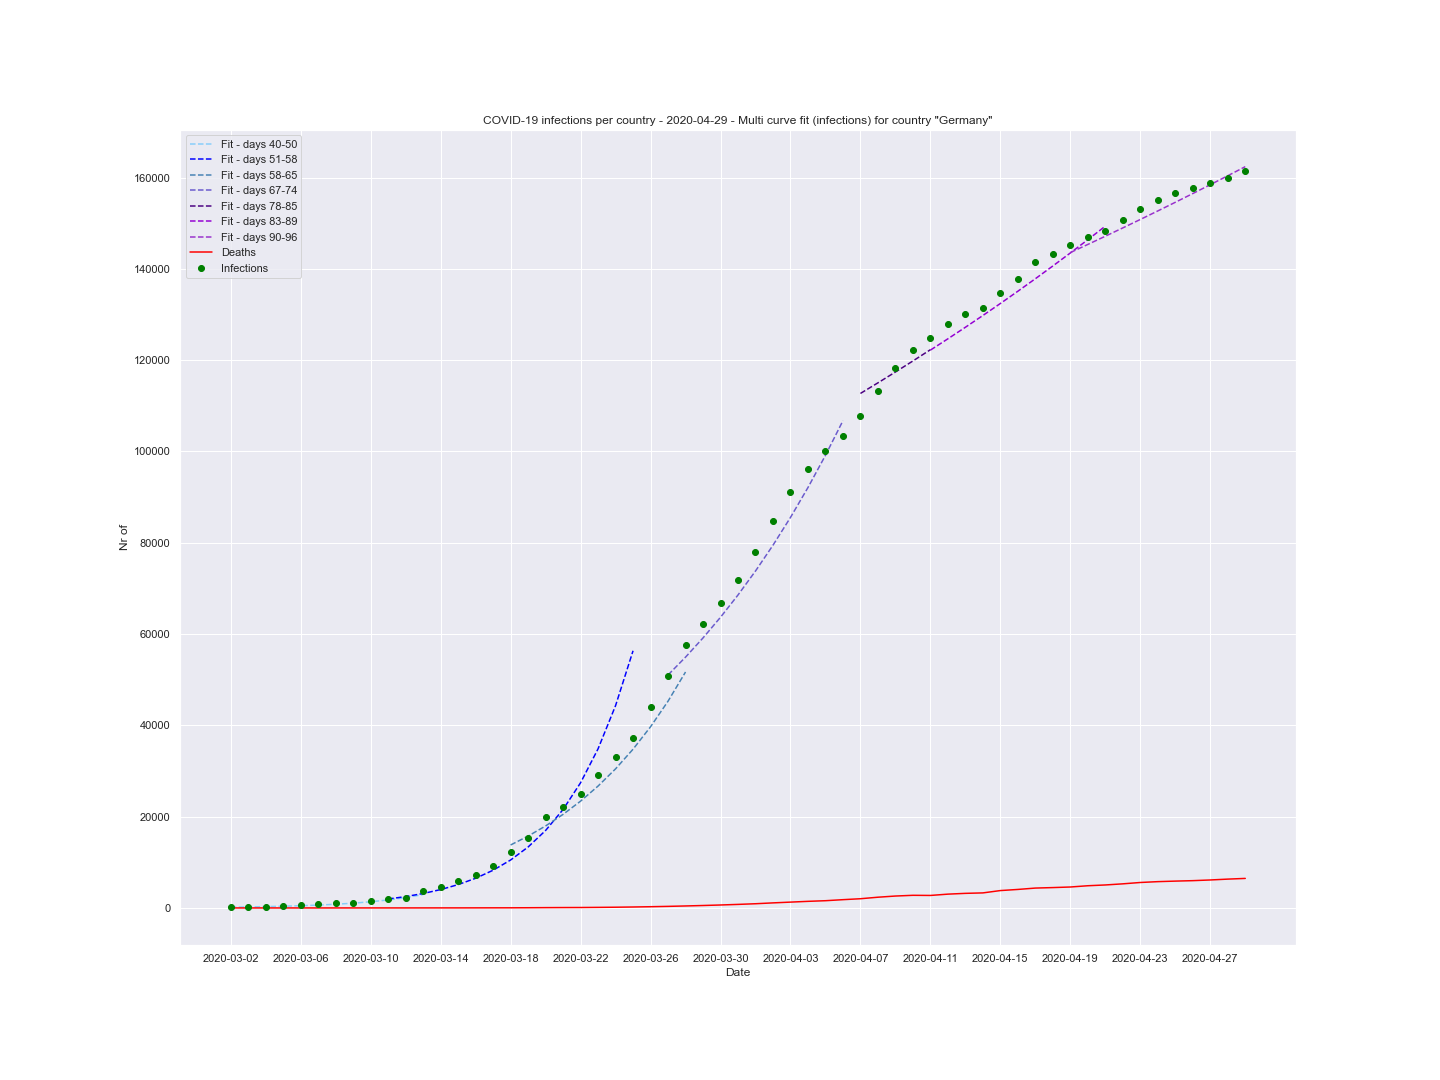 COVID-19 infections per country - 2020-04-29 - Multi curve fit (infections) for country "Germany"
Fit - days 40-50
Fit - days 51-58
Fit - days 58-65
Fit - days 67-74
Fit - days 78-85
Fit - days 83-89
Fit - days 90-96
Deaths
Infections
160000
140000
120000
100000
80000
60000
40000
20000
0
Nr of
2020-03-02 2020-03-06 2020-03-10 2020-03-14 2020-03-18 2020-03-22 2020-03-26 2020-03-30 2020-04-03 2020-04-07 2020-04-11 2020-04-15 2020-04-19 2020-04-23 2020-04-27
Date